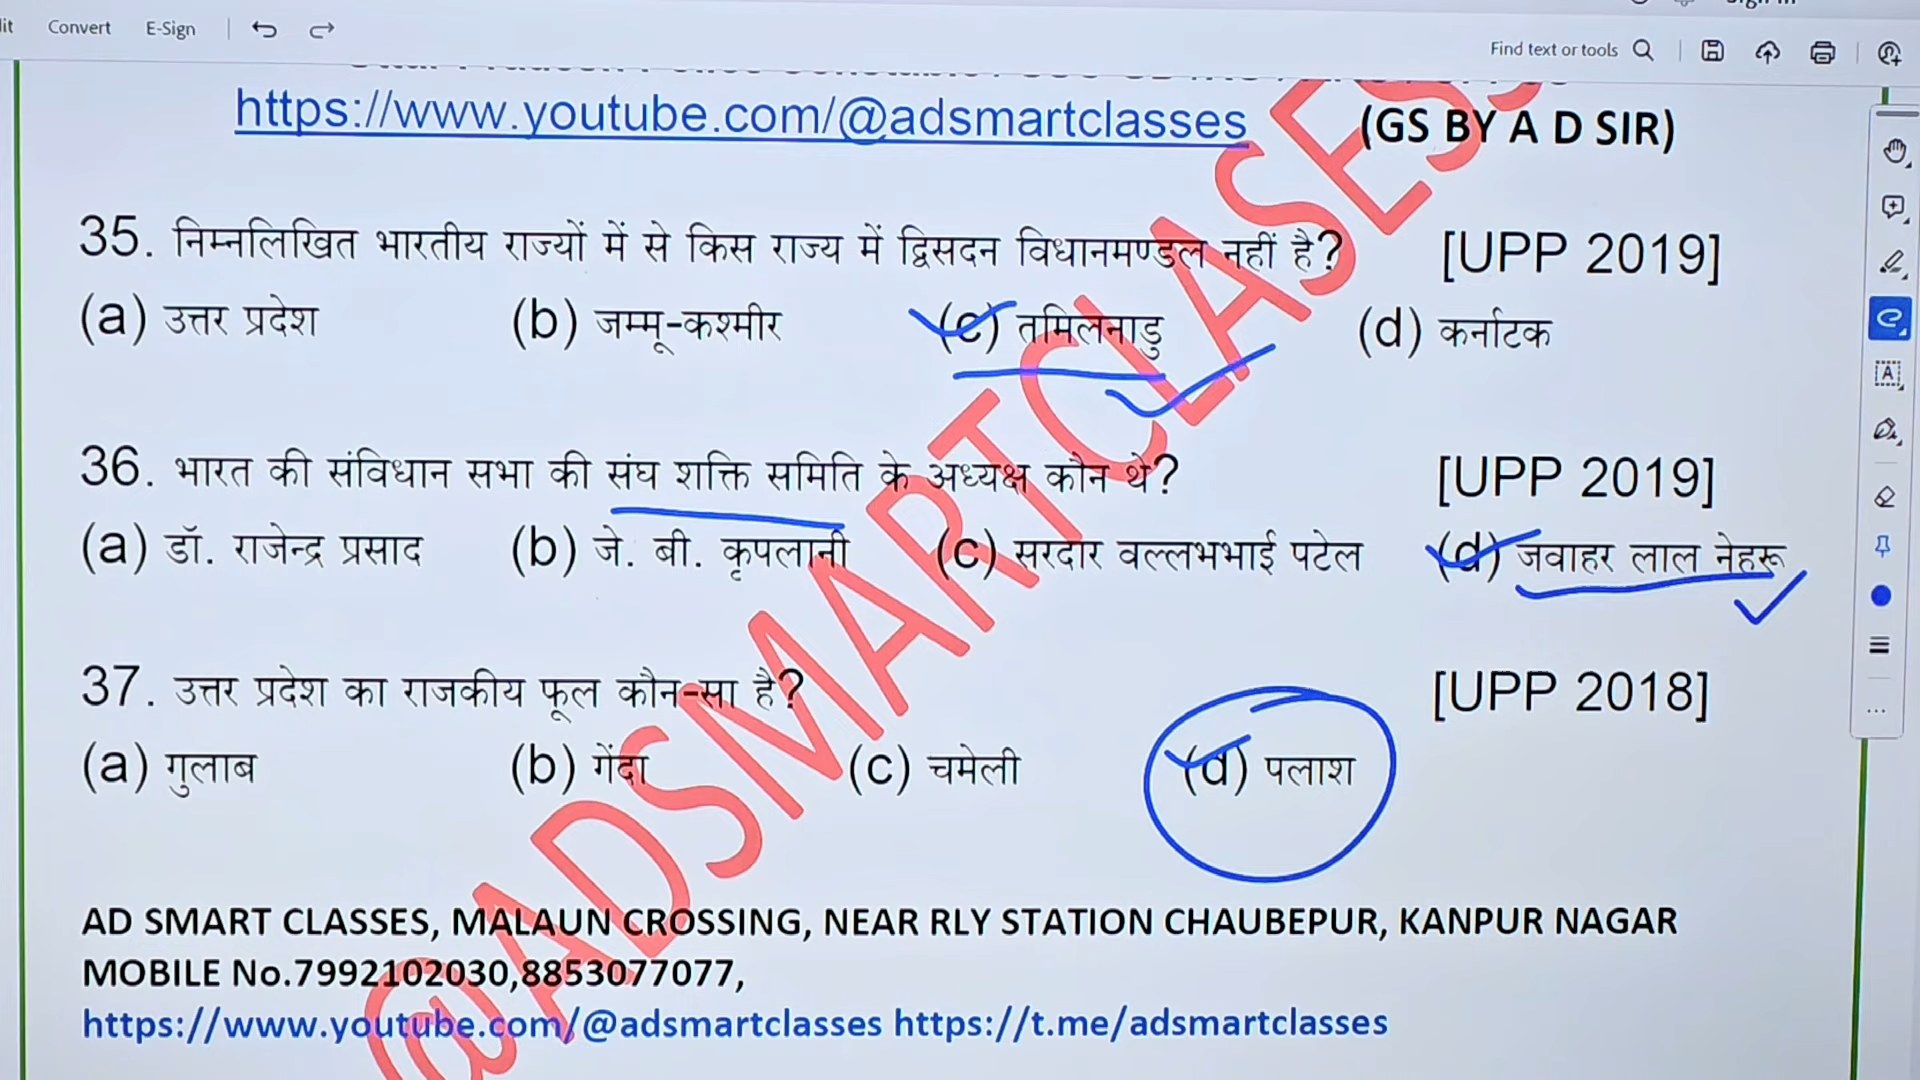 Convert E-Sign
Find text or tools
https://www.youtube.com/@adsmartclasses (GS BY A D SIR)
35. निम्नलिखित भारतीय राज्यों में से किस राज्य में द्विसदन विधानमण्डल नहीं है? [UPP 2019]
(a) उत्तर प्रदेश (b) जम्मू-कश्मीर (c) तमिलनाडु (d) कर्नाटक
36. भारत की संविधान सभा की संघ शक्ति समिति के अध्यक्ष कौन थे? [UPP 2019]
(a) डॉ. राजेन्द्र प्रसाद (b) जे. बी. कृपलानी (c) सरदार वल्लभभाई पटेल (d) जवाहर लाल नेहरू
37. उत्तर प्रदेश का राजकीय फूल कौन-सा है? [UPP 2018]
(a) गुलाब (b) गेंदा (c) चमेली (d) पलाश
@ADSMARTCLASSES
AD SMART CLASSES, MALAUN CROSSING, NEAR RLY STATION CHAUBEPUR, KANPUR NAGAR
MOBILE No.7992102030,8853077077,
https://www.youtube.com/@adsmartclasses https://t.me/adsmartclasses